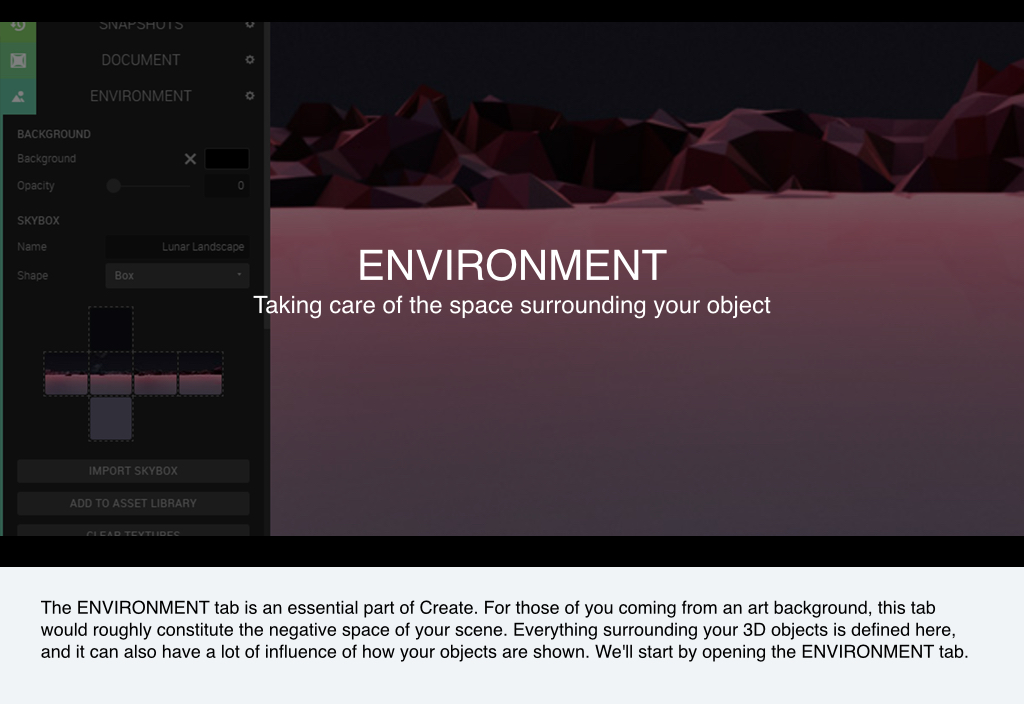 SNAPSHOTS
DOCUMENT
ENVIRONMENT
BACKGROUND
Background
Opacity 0
SKYBOX
Name Lunar Landscape
Shape Box
ENVIRONMENT
Taking care of the space surrounding your object
IMPORT SKYBOX
ADD TO ASSET LIBRARY
CLEAR TEXTURES
The ENVIRONMENT tab is an essential part of Create. For those of you coming from an art background, this tab
would roughly constitute the negative space of your scene. Everything surrounding your 3D objects is defined here,
and it can also have a lot of influence of how your objects are shown. We'll start by opening the ENVIRONMENT tab.